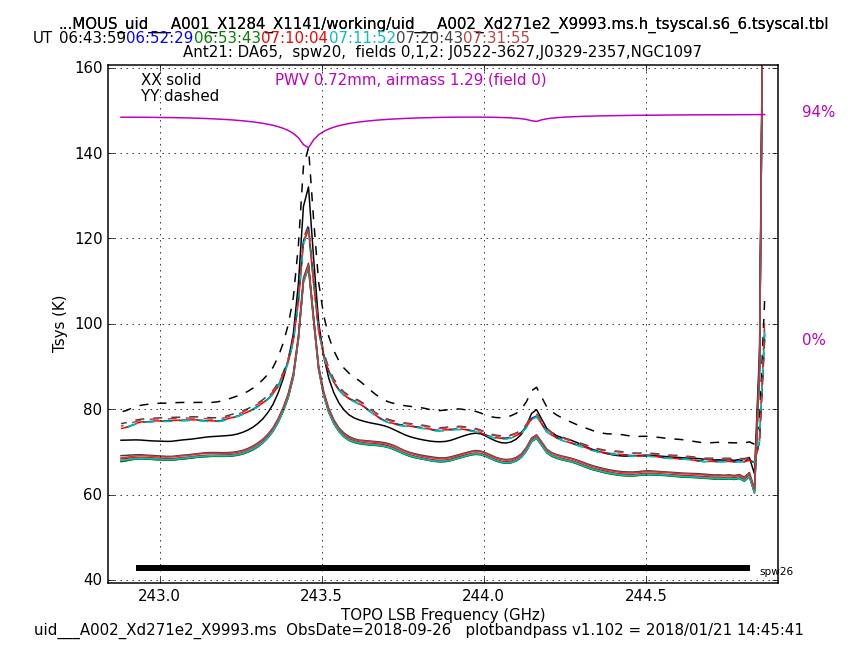 ...MOUS_uid___A001_X1284_X1141/working/uid___A002_Xd271e2_X9993.ms.h_tsyscal.s6_6.tsyscal.tbl
UT 06:43:59 06:52:29 06:53:43 07:10:04 07:11:52 07:20:43 07:31:55
Ant21: DA65, spw20, fields 0,1,2: J0522-3627,J0329-2357,NGC1097
XX solid
YY dashed
PWV 0.72mm, airmass 1.29 (field 0)
160
140
120
100
80
60
40
Tsys (K)
94%
0%
spw26
243.0 243.5 244.0 244.5
TOPO LSB Frequency (GHz)
uid___A002_Xd271e2_X9993.ms ObsDate=2018-09-26 plotbandpass v1.102 = 2018/01/21 14:45:41